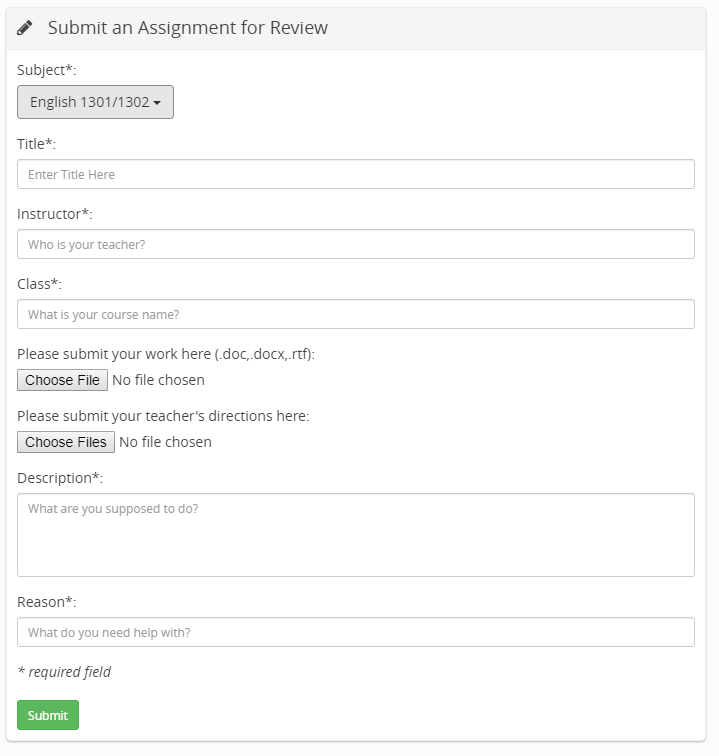 Submit an Assignment for Review
Subject*:
English 1301/1302
Title*:
Enter Title Here
Instructor*:
Who is your teacher?
Class*:
What is your course name?
Please submit your work here (.doc,.docx,.rtf):
Choose File No file chosen
Please submit your teacher's directions here:
Choose Files No file chosen
Description*:
What are you supposed to do?
Reason*:
What do you need help with?
* required field
Submit